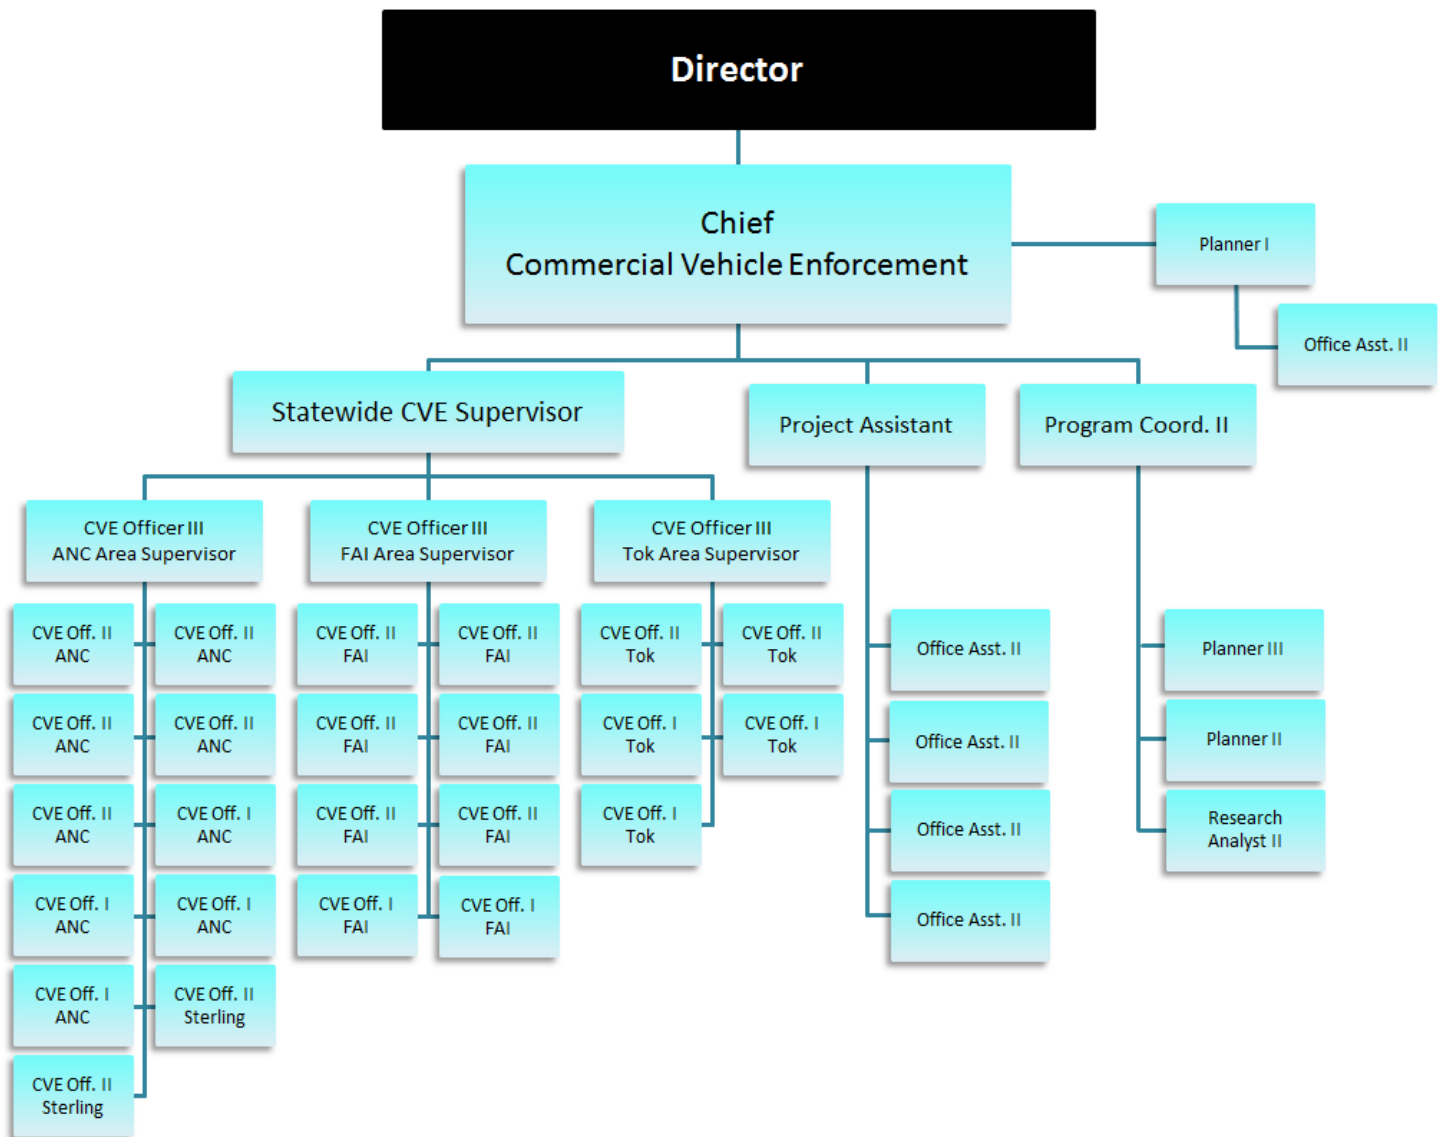 Director
Chief
Commercial Vehicle Enforcement
Planner I
Office Asst. II
Statewide CVE Supervisor
Project Assistant
Program Coord. II
CVE Officer III
ANC Area Supervisor
CVE Officer III
FAI Area Supervisor
CVE Officer III
Tok Area Supervisor
CVE Off. II
ANC
CVE Off. II
ANC
CVE Off. II
FAI
CVE Off. II
FAI
CVE Off. II
Tok
CVE Off. II
Tok
Office Asst. II
Planner III
CVE Off. II
ANC
CVE Off. II
ANC
CVE Off. II
FAI
CVE Off. II
FAI
CVE Off. I
Tok
CVE Off. I
Tok
Office Asst. II
Planner II
CVE Off. II
ANC
CVE Off. I
ANC
CVE Off. II
FAI
CVE Off. II
FAI
CVE Off. I
Tok
Office Asst. II
Research
Analyst II
CVE Off. I
ANC
CVE Off. I
ANC
CVE Off. I
FAI
CVE Off. I
FAI
Office Asst. II
CVE Off. I
ANC
CVE Off. II
Sterling
CVE Off. II
Sterling